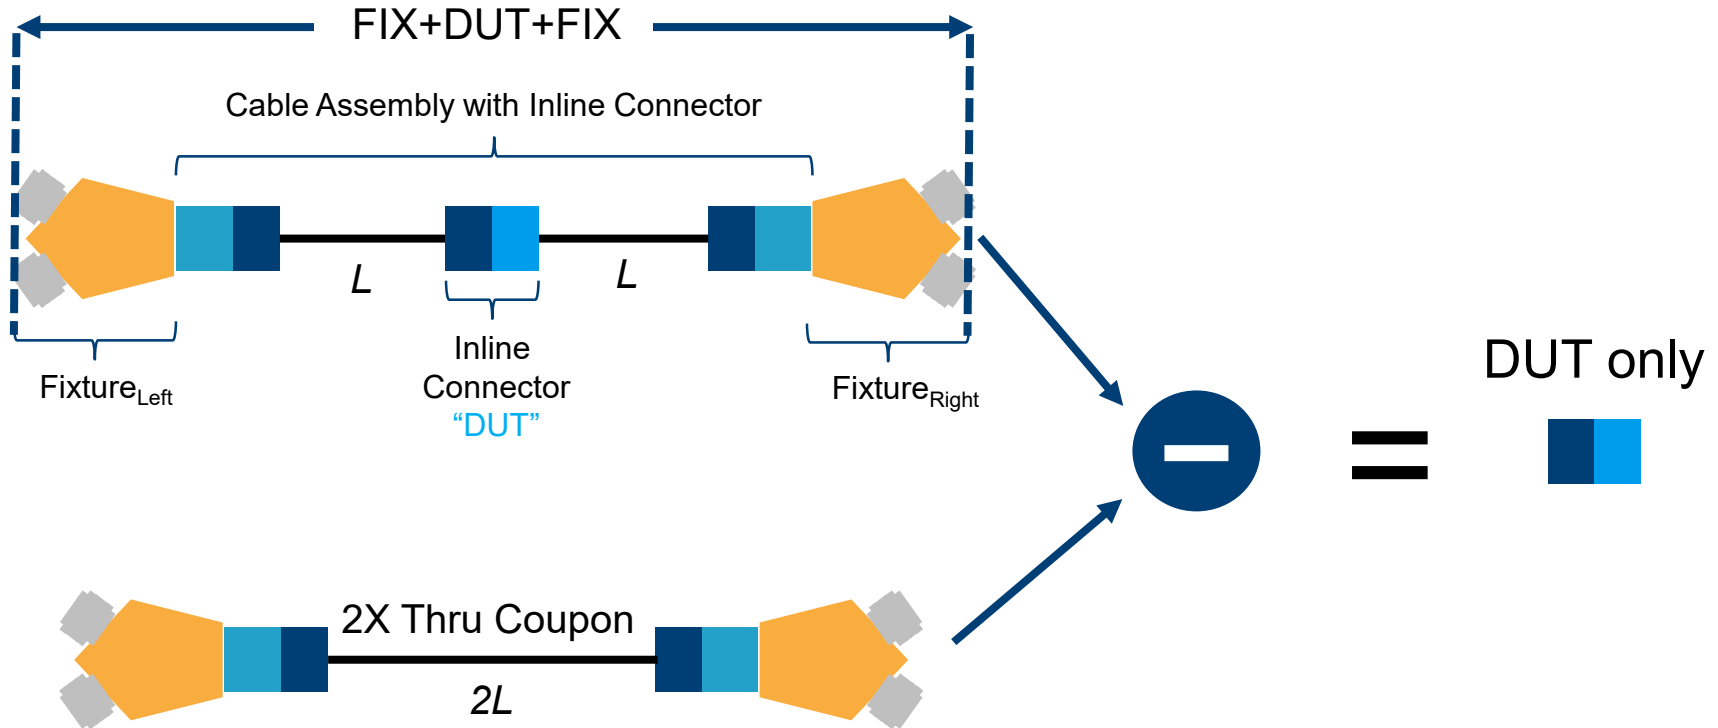 FIX+DUT+FIX
Cable Assembly with Inline Connector
L
L
Inline
Connector
“DUT”
FixtureLeft
FixtureRight
DUT only
2X Thru Coupon
2L